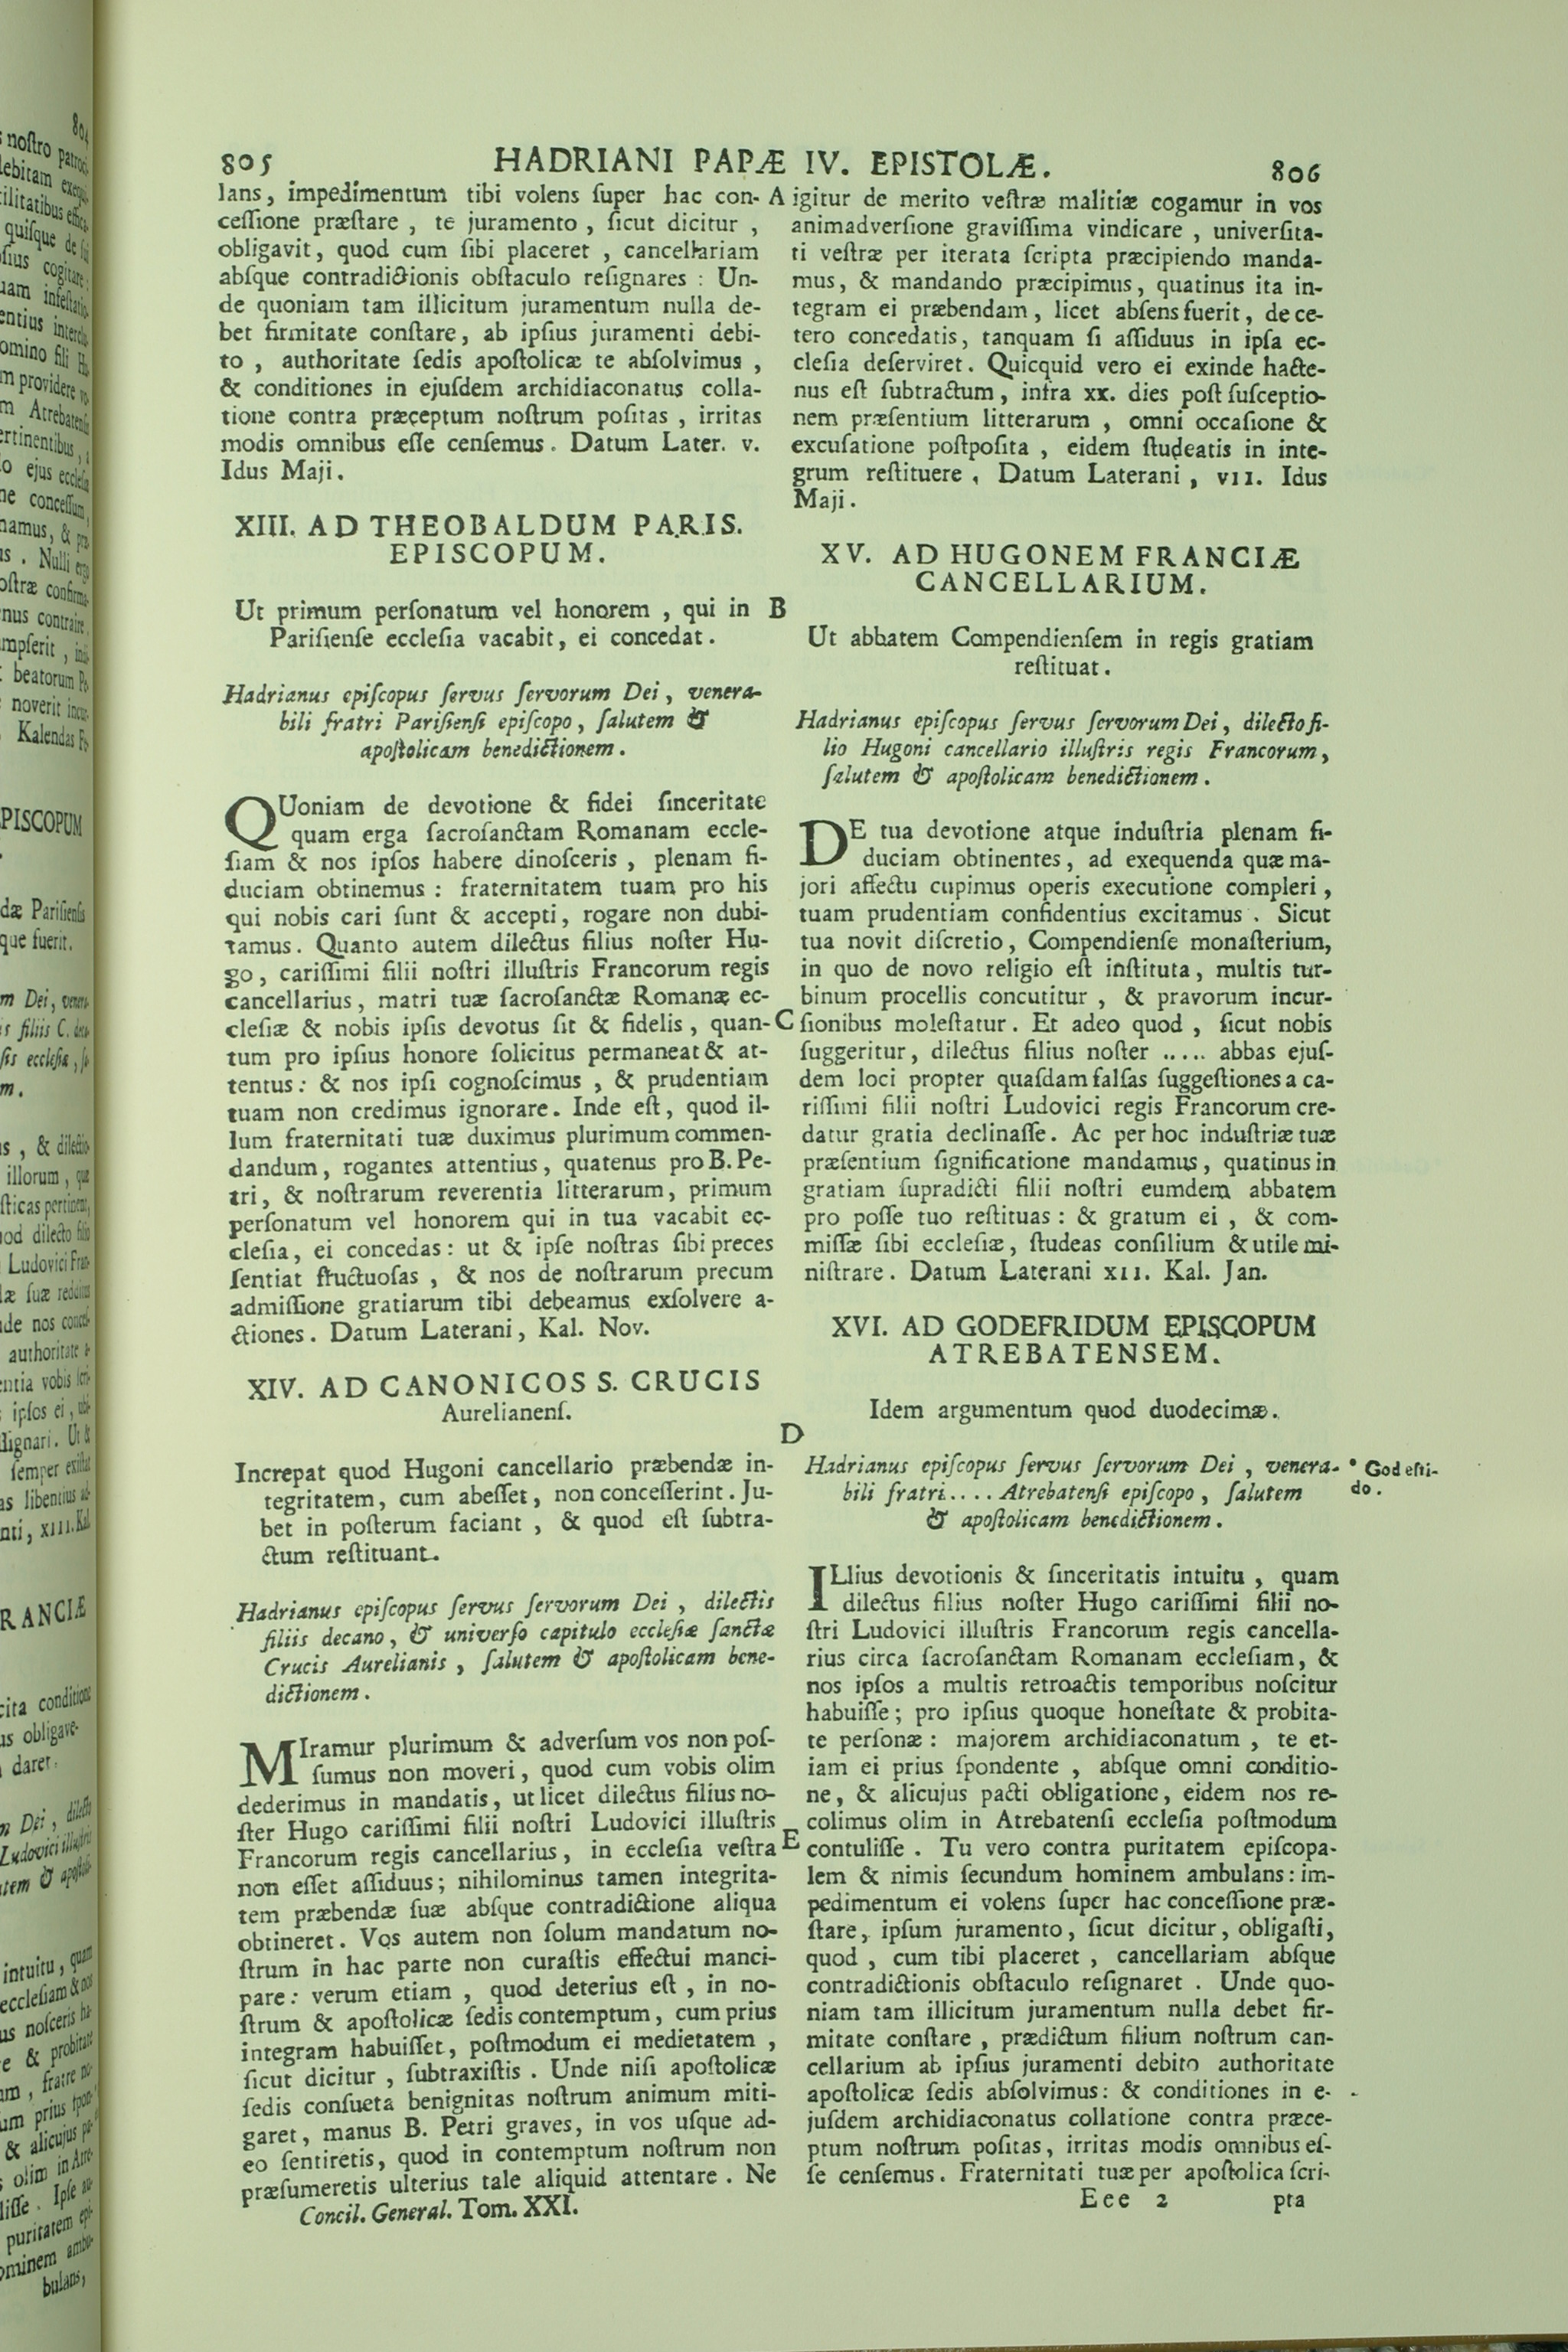 805
HADRIANI PAPÆ IV. EPISTOLÆ.
806
lans, impedimentum tibi volens ſuper hac con-
ceſſione præſtare, te juramento, ſicut dicitur,
obligavit, quod cum ſibi placeret, cancellariam
abſque contradictionis obſtaculo reſignares: Un-
de quoniam tam illicitum juramentum nulla de-
bet firmitate conſtare, ab ipſius juramenti debi-
to, authoritate ſedis apoſtolicæ te abſolvimus,
& conditiones in ejuſdem archidiaconatus colla-
tione contra præceptum noſtrum poſitas, irritas
modis omnibus eſſe cenſemus. Datum Later. v.
Idus Maji.
XIII. AD THEOBALDUM PARIS.
EPISCOPUM.
Ut primum perſonatum vel honorem, qui in
Pariſienſe eccleſia vacabit, ei concedat.
Hadrianus epiſcopus ſervus ſervorum Dei, venera-
bili fratri Pariſienſi epiſcopo, ſalutem &
apoſtolicam benedictionem.
QUoniam de devotione & fidei ſinceritate
quam erga ſacroſanctam Romanam eccle-
ſiam & nos ipſos habere dinoſceris, plenam fi-
duciam obtinemus: fraternitatem tuam pro his
qui nobis cari ſunt & accepti, rogare non dubi-
tamus. Quanto autem dilectus filius noſter Hu-
go, cariſſimi filii noſtri illuſtris Francorum regis
cancellarius, matri tuæ ſacroſanctæ Romanæ ec-
cleſiæ & nobis ipſis devotus ſit & fidelis, quan-
tum pro ipſius honore ſolicitus permaneat & at-
tentus: & nos ipſi cognoſcimus, & prudentiam
tuam non credimus ignorare. Inde eſt, quod il-
lum fraternitati tuæ duximus plurimum commen-
dandum, rogantes attentius, quatenus pro B. Pe-
tri, & noſtrarum reverentia litterarum, primum
perſonatum vel honorem qui in tua vacabit ec-
cleſia, ei concedas: ut & ipſe noſtras ſibi preces
ſentiat fructuoſas, & nos de noſtrarum precum
admiſſione gratiarum tibi debeamus exſolvere a-
ctiones. Datum Laterani, Kal. Nov.
XIV. AD CANONICOS S. CRUCIS
Aurelianenſ.
Increpat quod Hugoni cancellario præbendæ in-
tegritatem, cum abeſſet, non conceſſerint. Ju-
bet in poſterum faciant, & quod eſt ſubtra-
ctum reſtituant.
Hadrianus epiſcopus ſervus ſervorum Dei, dilectis
filiis decano, & univerſo capitulo eccleſiæ ſanctæ
Crucis Aurelianis, ſalutem & apoſtolicam bene-
dictionem.
MIramur plurimum & adverſum vos non poſ-
ſumus non moveri, quod cum vobis olim
dederimus in mandatis, ut licet dilectus filius no-
ſter Hugo cariſſimi filii noſtri Ludovici illuſtris
Francorum regis cancellarius, in eccleſia veſtra
non eſſet aſſiduus; nihilominus tamen integrita-
tem præbendæ ſuæ abſque contradictione aliqua
obtineret. Vos autem non ſolum mandatum no-
ſtrum in hac parte non curaſtis effectui manci-
pare: verum etiam, quod deterius eſt, in no-
ſtrum & apoſtolicæ ſedis contemptum, cum prius
integram habuiſſet, poſtmodum ei medietatem,
ſicut dicitur, ſubtraxiſtis. Unde niſi apoſtolicæ
ſedis conſueta benignitas noſtrum animum miti-
garet, manus B. Petri graves, in vos uſque ad-
eo ſentiretis, quod in contemptum noſtrum non
præſumeretis ulterius tale aliquid attentare. Ne
Concil. General. Tom. XXI.
A
B
C
D
E
igitur de merito veſtræ malitiæ cogamur in vos
animadverſione graviſſima vindicare, univerſita-
ti veſtræ per iterata ſcripta præcipiendo manda-
mus, & mandando præcipimus, quatinus ita in-
tegram ei præbendam, licet abſens fuerit, de ce-
tero concedatis, tanquam ſi aſſiduus in ipſa ec-
cleſia deſerviret. Quicquid vero ei exinde hacte-
nus eſt ſubtractum, infra xx. dies poſt ſuſceptio-
nem præſentium litterarum, omni occaſione &
excuſatione poſtpoſita, eidem ſtudeatis in inte-
grum reſtituere, Datum Laterani, VII. Idus
Maji.
XV. AD HUGONEM FRANCIÆ
CANCELLARIUM.
Ut abbatem Compendienſem in regis gratiam
reſtituat.
Hadrianus epiſcopus ſervus ſervorum Dei, dilecto fi-
lio Hugoni cancellario illuſtris regis Francorum,
ſalutem & apoſtolicam benedictionem.
DE tua devotione atque induſtria plenam fi-
duciam obtinentes, ad exequenda quæ ma-
jori affectu cupimus operis executione compleri,
tuam prudentiam confidentius excitamus. Sicut
tua novit diſcretio, Compendienſe monaſterium,
in quo de novo religio eſt inſtituta, multis tur-
binum procellis concutitur, & pravorum incur-
ſionibus moleſtatur. Et adeo quod, ſicut nobis
ſuggeritur, dilectus filius noſter ..... abbas ejuſ-
dem loci propter quaſdam falſas ſuggeſtiones a ca-
riſſimi filii noſtri Ludovici regis Francorum cre-
datur gratia declinaſſe. Ac per hoc induſtriæ tuæ
præſentium ſignificatione mandamus, quatinus in
gratiam ſupradicti filii noſtri eumdem abbatem
pro poſſe tuo reſtituas: & gratum ei, & com-
miſſæ ſibi eccleſiæ, ſtudeas conſilium & utile mi-
niſtrare. Datum Laterani XII. Kal. Jan.
XVI. AD GODEFRIDUM EPISCOPUM
ATREBATENSEM.
Idem argumentum quod duodecimæ.
Hadrianus epiſcopus ſervus ſervorum Dei, venera-
bili fratri.... Atrebatenſi epiſcopo, ſalutem
& apoſtolicam benedictionem.
* Godefri-
do.
ILlius devotionis & ſinceritatis intuitu, quam
dilectus filius noſter Hugo cariſſimi filii no-
ſtri Ludovici illuſtris Francorum regis cancella-
rius circa ſacroſanctam Romanam eccleſiam, &
nos ipſos a multis retroactis temporibus noſcitur
habuiſſe; pro ipſius quoque honeſtate & probita-
te perſonæ: majorem archidiaconatum, te et-
iam ei prius ſpondente, abſque omni conditio-
ne, & alicujus pacti obligatione, eidem nos re-
colimus olim in Atrebatenſi eccleſia poſtmodum
contuliſſe. Tu vero contra puritatem epiſcopa-
lem & nimis ſecundum hominem ambulans: im-
pedimentum ei volens ſuper hac conceſſione præ-
ſtare, ipſum juramento, ſicut dicitur, obligaſti,
quod, cum tibi placeret, cancellariam abſque
contradictionis obſtaculo reſignaret. Unde quo-
niam tam illicitum juramentum nulla debet fir-
mitate conſtare, prædictum filium noſtrum can-
cellarium ab ipſius juramenti debito authoritate
apoſtolicæ ſedis abſolvimus: & conditiones in e-
juſdem archidiaconatus collatione contra præce-
ptum noſtrum poſitas, irritas modis omnibus eſ-
ſe cenſemus. Fraternitati tuæ per apoſtolica ſcri-
Eee 2
pta